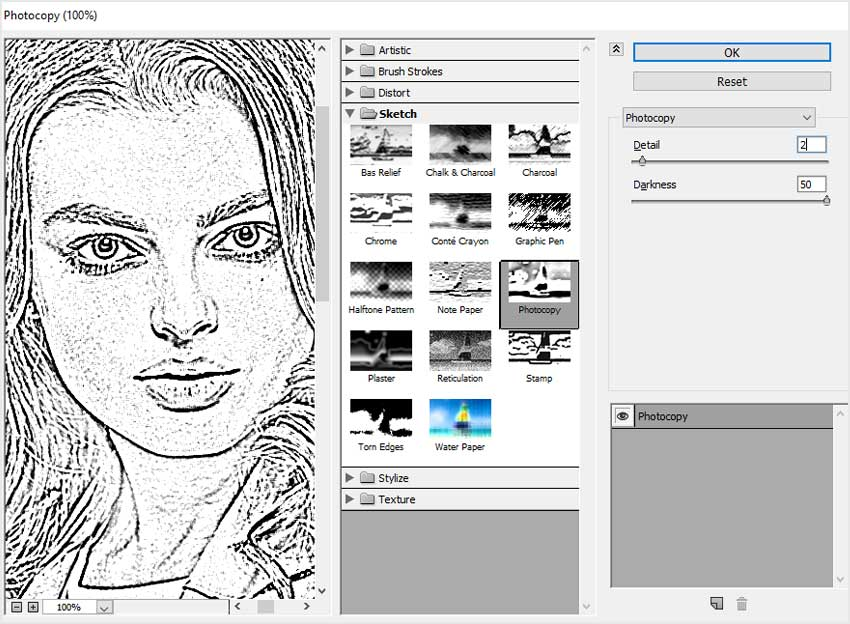 Photocopy (100%)
Artistic
Brush Strokes
Distort
Sketch
Bas Relief
Chalk & Charcoal
Charcoal
Chrome
Conté Crayon
Graphic Pen
Halftone Pattern
Note Paper
Photocopy
Plaster
Reticulation
Stamp
Torn Edges
Water Paper
Stylize
Texture
100%
OK
Reset
Photocopy
Detail 2
Darkness 50
Photocopy